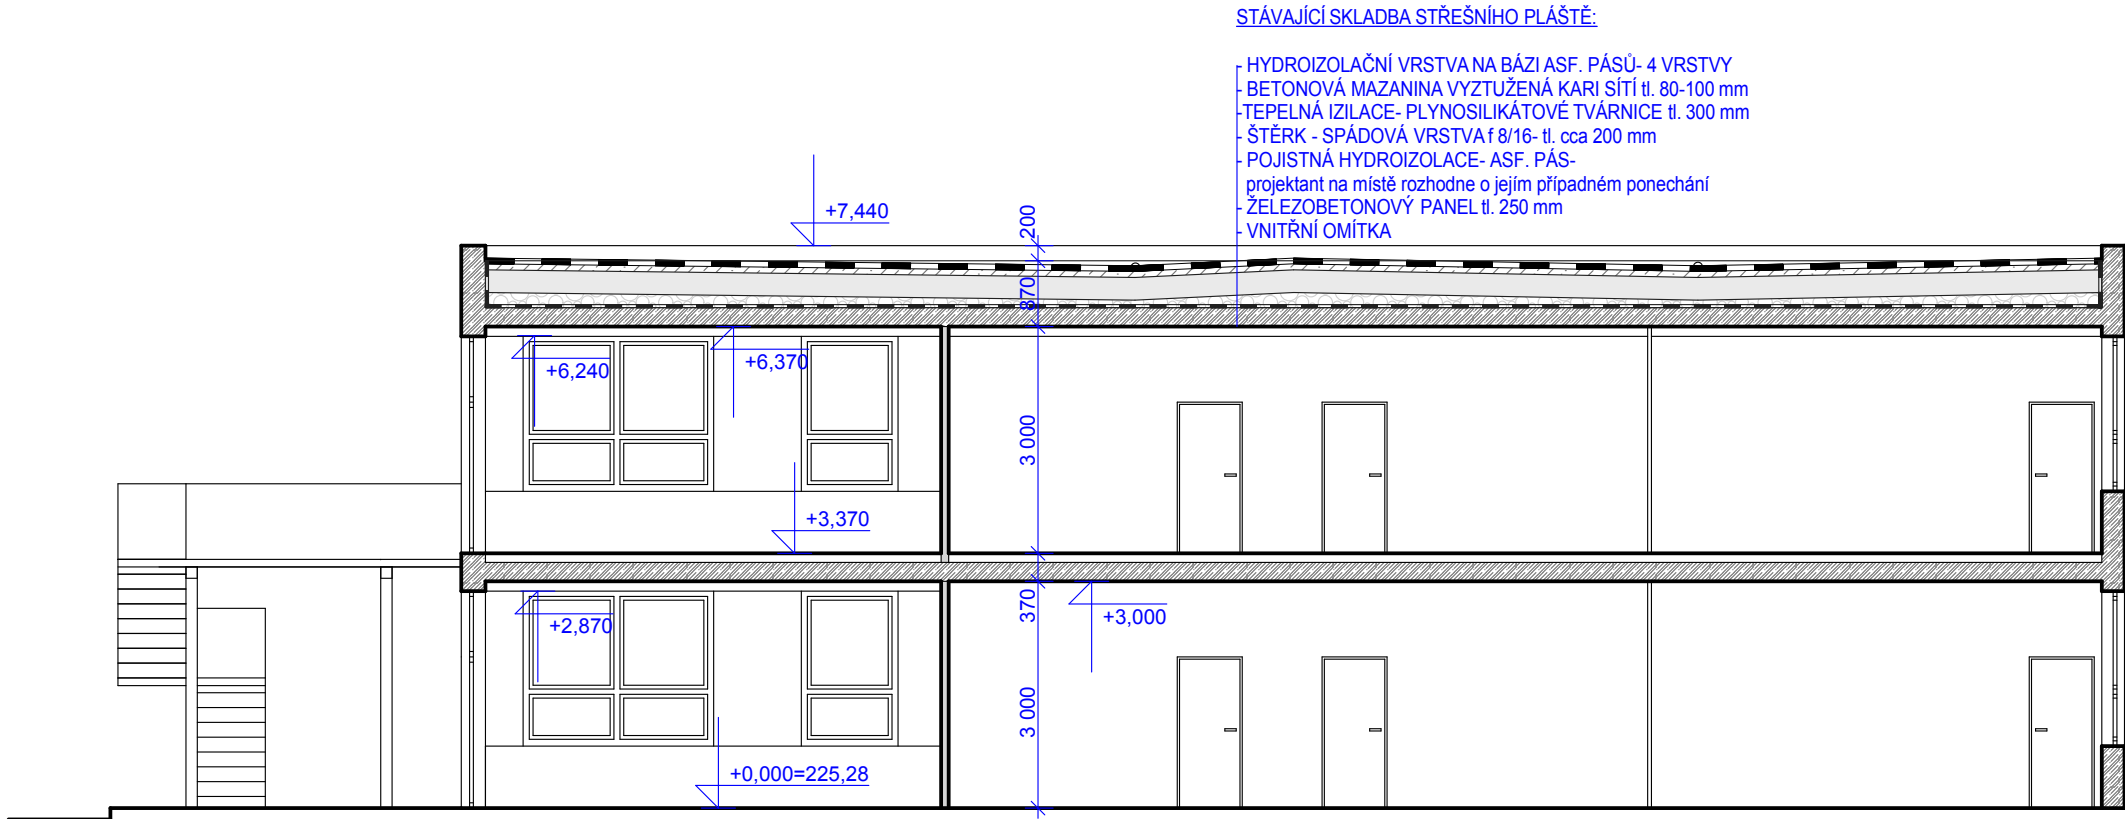 STÁVAJÍCÍ SKLADBA STŘEŠNÍHO PLÁŠTĚ:
- HYDROIZOLAČNÍ VRSTVA NA BÁZI ASF. PÁSŮ- 4 VRSTVY
- BETONOVÁ MAZANINA VYZTUŽENÁ KARI SÍTÍ tl. 80-100 mm
-TEPELNÁ IZILACE- PLYNOSILIKÁTOVÉ TVÁRNICE tl. 300 mm
- ŠTĚRK - SPÁDOVÁ VRSTVA f 8/16- tl. cca 200 mm
- POJISTNÁ HYDROIZOLACE- ASF. PÁS-
projektant na místě rozhodne o jejím případném ponechání
- ŽELEZOBETONOVÝ PANEL tl. 250 mm
- VNITŘNÍ OMÍTKA
+7,440
200
870
+6,240
+6,370
3 000
+3,370
370
+2,870
+3,000
3 000
+0,000=225,28